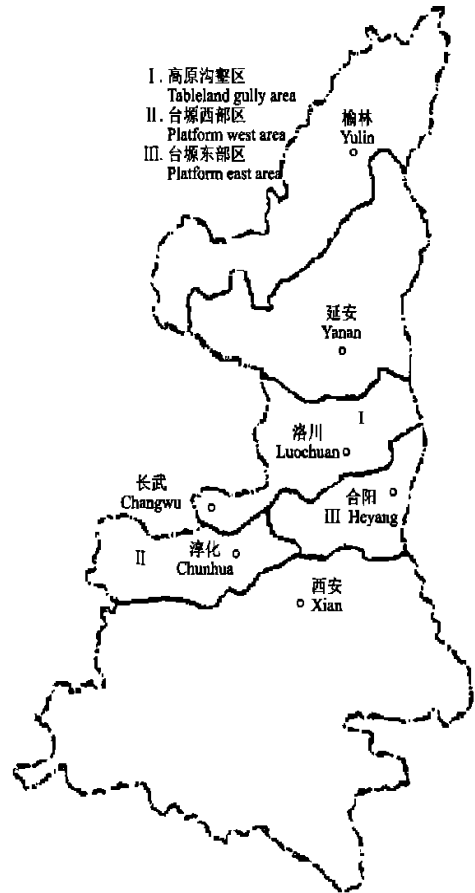 Ⅰ. 高原沟壑区
Tableland gully area
Ⅱ. 台塬西部区
Platform west area
Ⅲ. 台塬东部区
Platform east area
榆林
Yulin
延安
Yanan
Ⅰ
洛川
Luochuan
长武
Changwu
合阳
Ⅲ Heyang
Ⅱ
淳化
Chunhua
西安
Xian